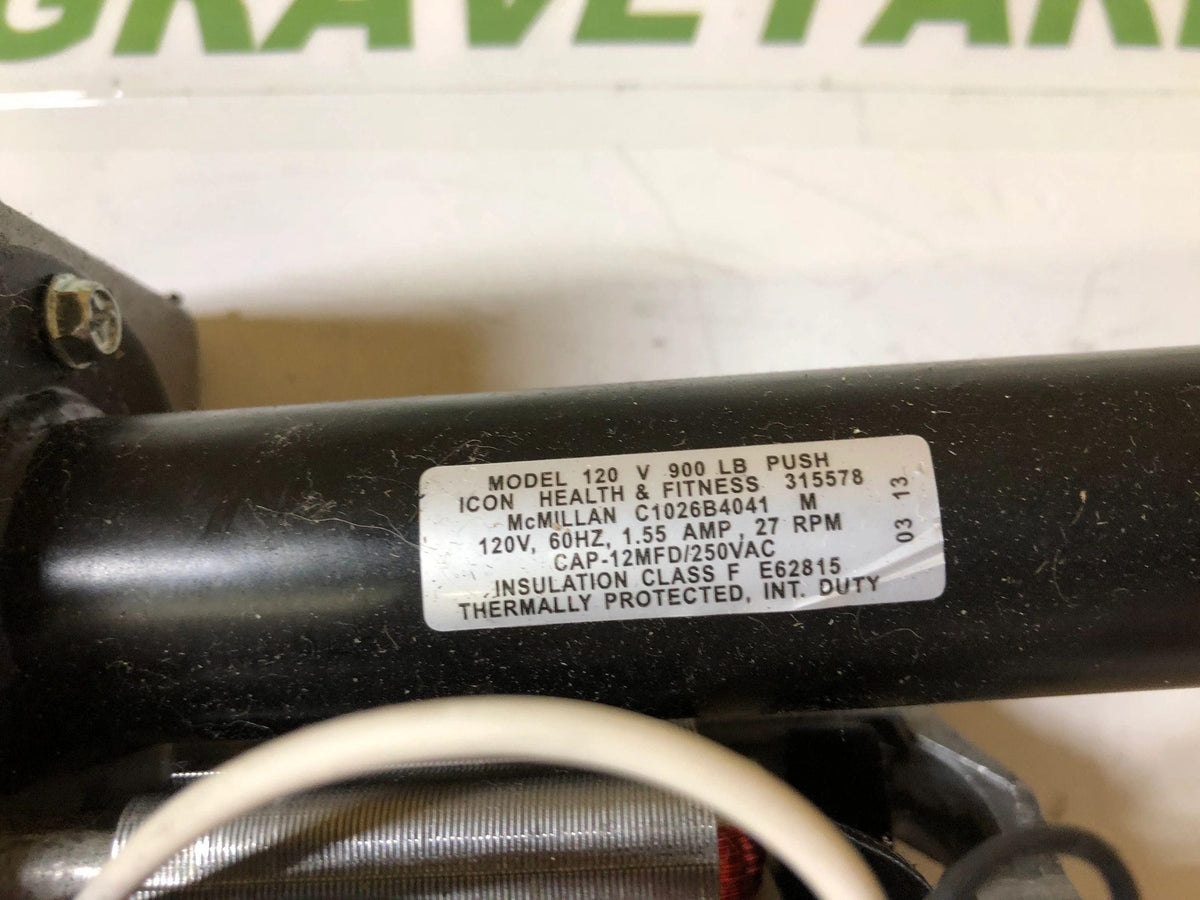 MODEL 120 V 900 LB PUSH
ICON HEALTH & FITNESS 315578
McMILLAN C1026B4041 M
120V, 60HZ, 1.55 AMP, 27 RPM
CAP-12MFD/250VAC
INSULATION CLASS F E62815
THERMALLY PROTECTED, INT. DUTY
03 13